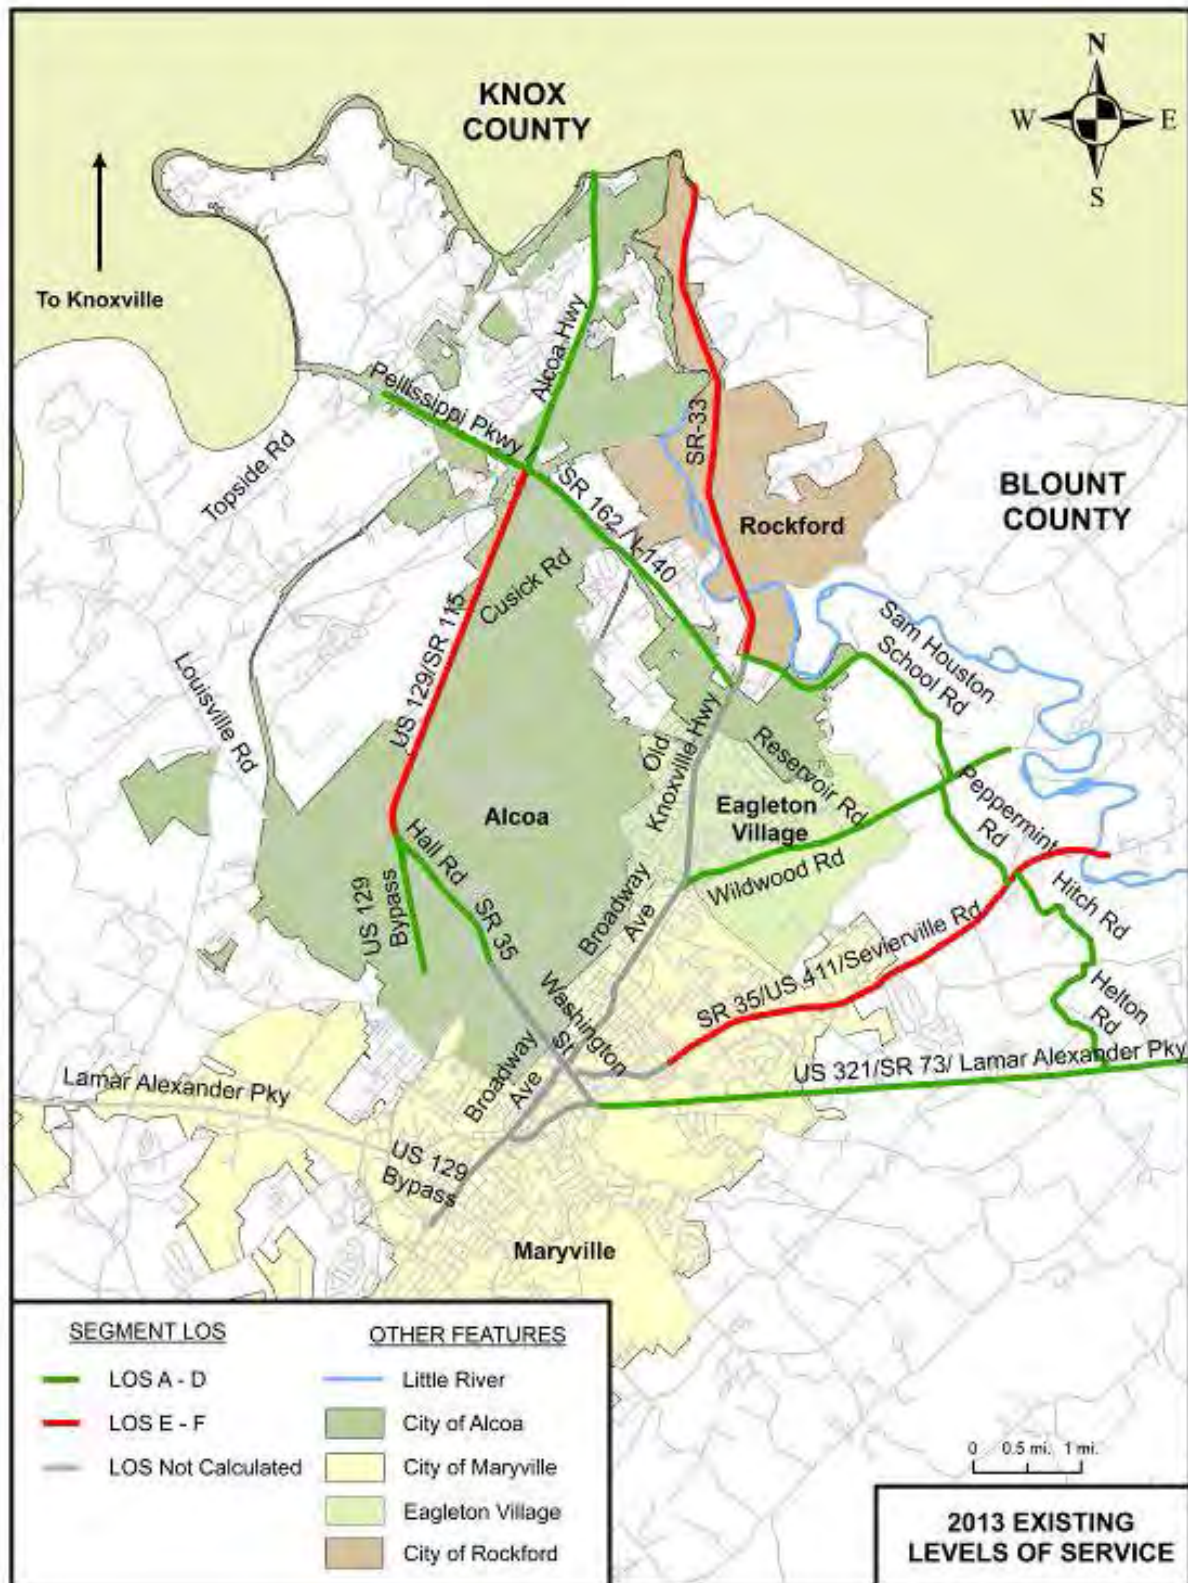 KNOX
COUNTY
N
W
E
S
To Knoxville
Alcoa Hwy
Pellissippi Pkwy
SR-33
Topside Rd
SR 162 / I-140
BLOUNT
COUNTY
Rockford
Cusick Rd
US 129/SR 115
Sam Houston
School Rd
Louisville Rd
Old
Knoxville Hwy
Reservoir Rd
Peppermint
Rd
Alcoa
Eagleton
Village
Hall Rd
SR 35
US 129
Bypass
Wildwood Rd
Broadway
Ave
Hitch Rd
SR 35/US 411/Sevierville Rd
Helton
Rd
Washington
St
Broadway
Ave
US 321/SR 73/ Lamar Alexander Pky
Lamar Alexander Pky
US 129
Bypass
Maryville
SEGMENT LOS
LOS A - D
LOS E - F
LOS Not Calculated
OTHER FEATURES
Little River
City of Alcoa
City of Maryville
Eagleton Village
City of Rockford
0 0.5 mi. 1 mi.
2013 EXISTING
LEVELS OF SERVICE